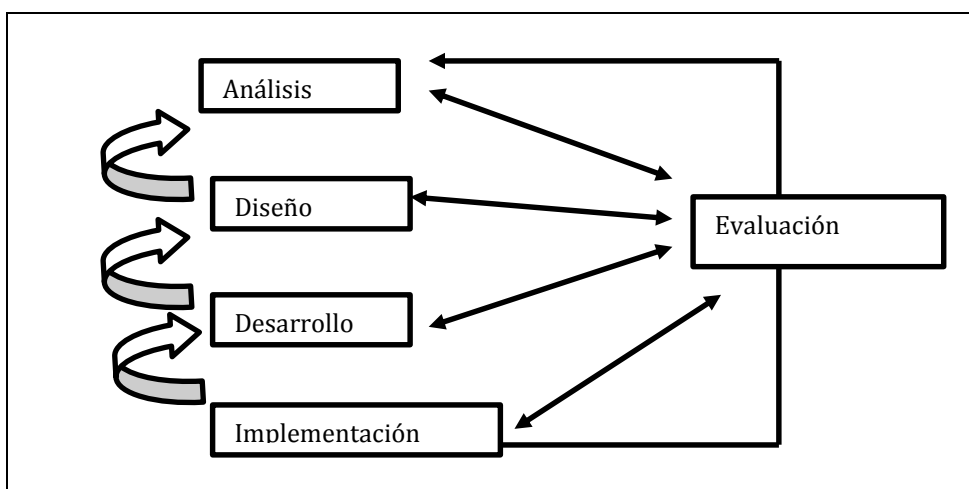 Análisis
Diseño
Evaluación
Desarrollo
Implementación